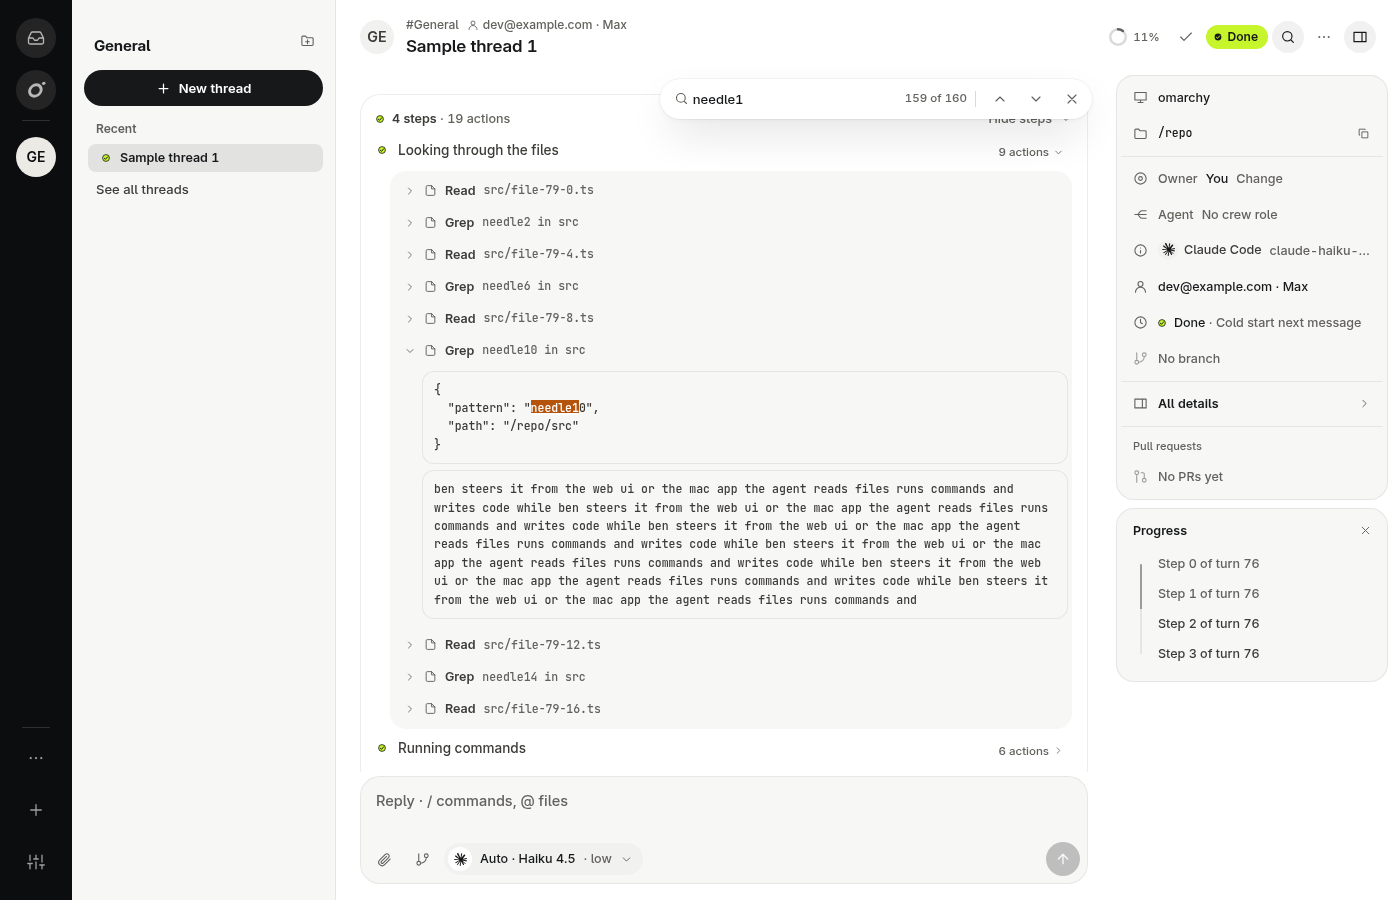 General
New thread
Recent
Sample thread 1
See all threads
GE
GE
#General dev@example.com · Max
Sample thread 1
11%
Done
needle1
159 of 160
4 steps · 19 actions
Hide steps
Looking through the files
9 actions
Read src/file-79-0.ts
Grep needle2 in src
Read src/file-79-4.ts
Grep needle6 in src
Read src/file-79-8.ts
Grep needle10 in src
{
"pattern": "needle10",
"path": "/repo/src"
}
ben steers it from the web ui or the mac app the agent reads files runs commands and
writes code while ben steers it from the web ui or the mac app the agent reads files runs
commands and writes code while ben steers it from the web ui or the mac app the agent
reads files runs commands and writes code while ben steers it from the web ui or the mac
app the agent reads files runs commands and writes code while ben steers it from the web
ui or the mac app the agent reads files runs commands and writes code while ben steers it
from the web ui or the mac app the agent reads files runs commands and
Read src/file-79-12.ts
Grep needle14 in src
Read src/file-79-16.ts
Running commands
6 actions
Reply · / commands, @ files
Auto · Haiku 4.5 · low
omarchy
/repo
Owner You Change
Agent No crew role
Claude Code claude-haiku-...
dev@example.com · Max
Done · Cold start next message
No branch
All details
Pull requests
No PRs yet
Progress
Step 0 of turn 76
Step 1 of turn 76
Step 2 of turn 76
Step 3 of turn 76